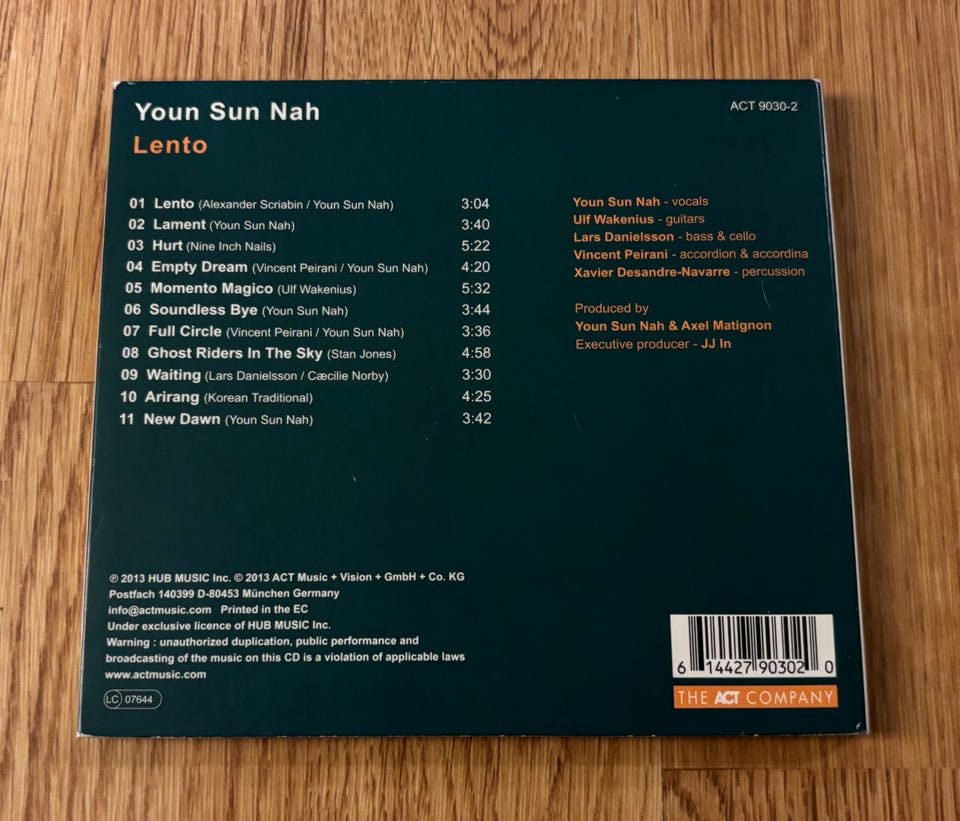 Youn Sun Nah
Lento
ACT 9030-2
01 Lento (Alexander Scriabin / Youn Sun Nah) 3:04
02 Lament (Youn Sun Nah) 3:40
03 Hurt (Nine Inch Nails) 5:22
04 Empty Dream (Vincent Peirani / Youn Sun Nah) 4:20
05 Momento Magico (Ulf Wakenius) 5:32
06 Soundless Bye (Youn Sun Nah) 3:44
07 Full Circle (Vincent Peirani / Youn Sun Nah) 3:36
08 Ghost Riders In The Sky (Stan Jones) 4:58
09 Waiting (Lars Danielsson / Cæcilie Norby) 3:30
10 Arirang (Korean Traditional) 4:25
11 New Dawn (Youn Sun Nah) 3:42
Youn Sun Nah - vocals
Ulf Wakenius - guitars
Lars Danielsson - bass & cello
Vincent Peirani - accordion & accordina
Xavier Desandre-Navarre - percussion
Produced by
Youn Sun Nah & Axel Matignon
Executive producer - JJ In
℗ 2013 HUB MUSIC Inc. © 2013 ACT Music + Vision + GmbH + Co. KG
Postfach 140399 D-80453 München Germany
info@actmusic.com Printed in the EC
Under exclusive licence of HUB MUSIC Inc.
Warning : unauthorized duplication, public performance and
broadcasting of the music on this CD is a violation of applicable laws
www.actmusic.com
LC 07644
6 14427 90302 0
THE ACT COMPANY